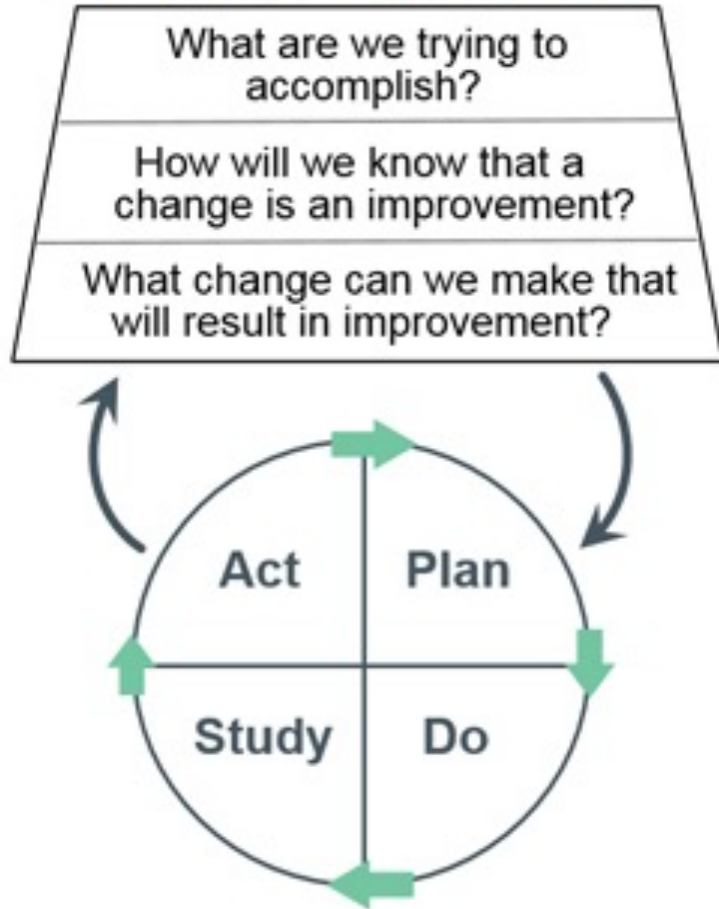 What are we trying to
accomplish?
How will we know that a
change is an improvement?
What change can we make that
will result in improvement?
Act
Plan
Study
Do